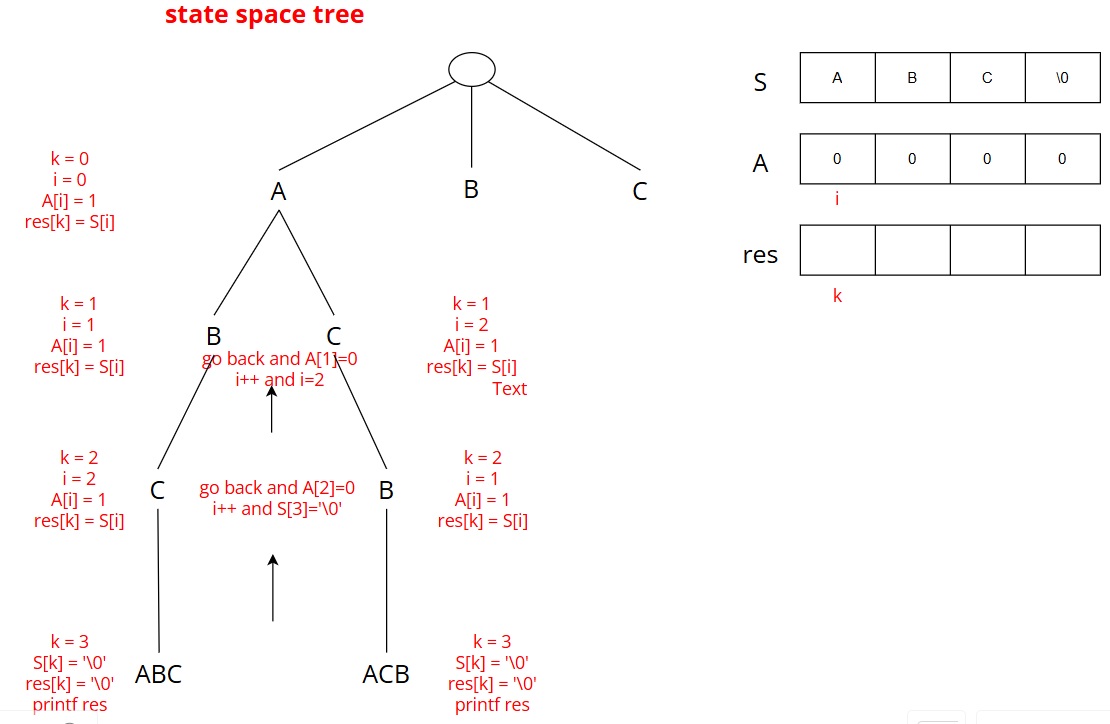 state space tree
S
A
B
C
\0
A
0
0
0
0
i
res
k
k = 0
i = 0
A[i] = 1
res[k] = S[i]
A
B
C
k = 1
i = 1
A[i] = 1
res[k] = S[i]
B
C
go back and A[1]=0
i++ and i=2
k = 1
i = 2
A[i] = 1
res[k] = S[i]
Text
k = 2
i = 2
A[i] = 1
res[k] = S[i]
C
go back and A[2]=0
i++ and S[3]='\0'
B
k = 2
i = 1
A[i] = 1
res[k] = S[i]
k = 3
S[k] = '\0'
res[k] = '\0'
printf res
ABC
ACB
k = 3
S[k] = '\0'
res[k] = '\0'
printf res